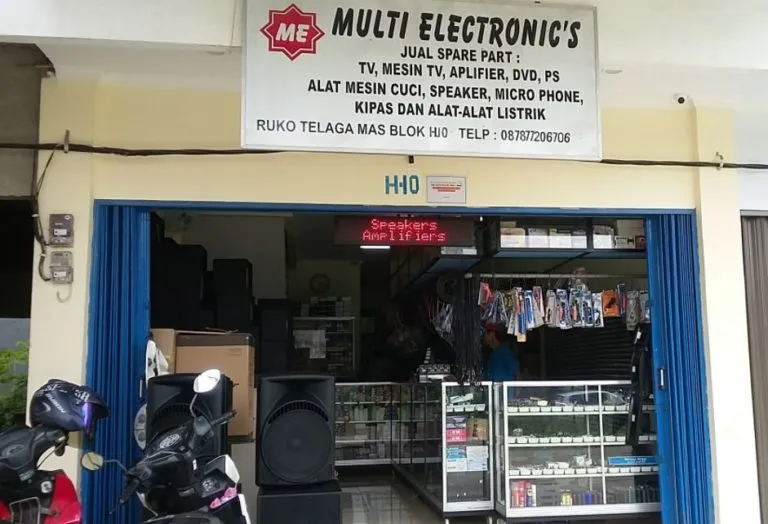 ME MULTI ELECTRONIC'S
JUAL SPARE PART :
TV, MESIN TV, APLIFIER, DVD, PS
ALAT MESIN CUCI, SPEAKER, MICRO PHONE,
KIPAS DAN ALAT-ALAT LISTRIK
RUKO TELAGA MAS BLOK H/10 TELP : 087877206706
H-10
Speakers
Amplifiers